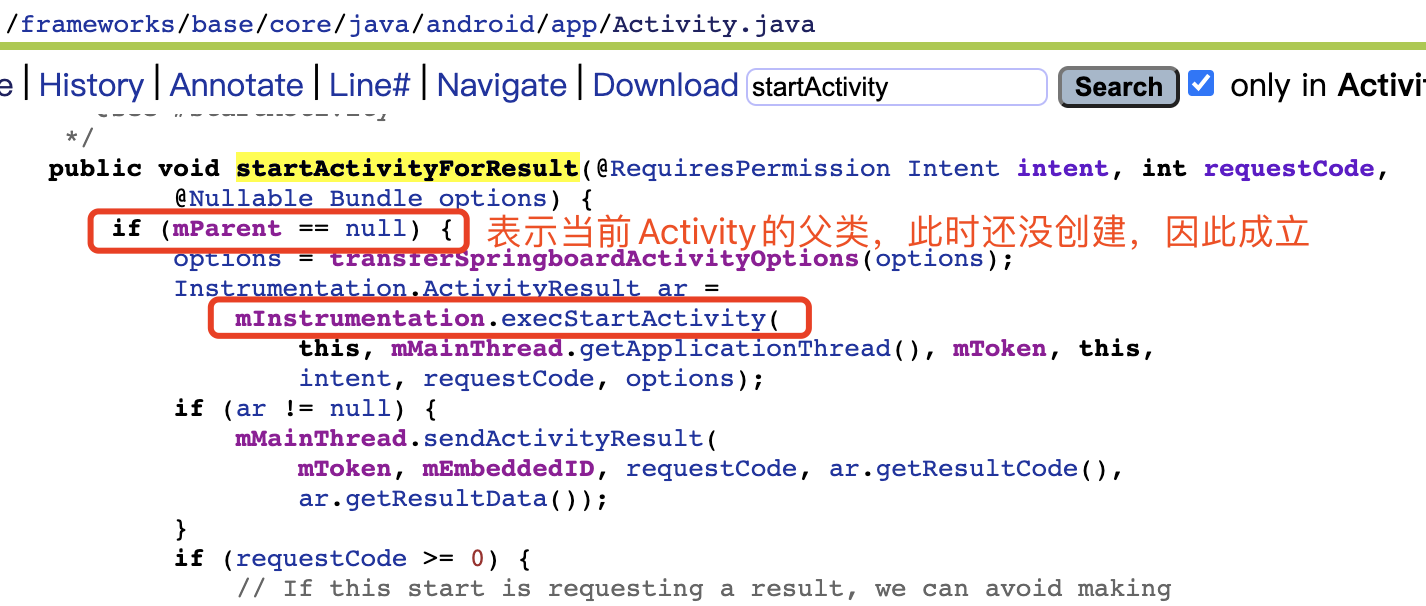 /frameworks/base/core/java/android/app/Activity.java
e | History | Annotate | Line# | Navigate | Download startActivity Search only in Activi
*/
public void startActivityForResult(@RequiresPermission Intent intent, int requestCode,
@Nullable Bundle options) {
if (mParent == null) { 表示当前Activity的父类，此时还没创建，因此成立
options = transferSpringboardActivityOptions(options);
Instrumentation.ActivityResult ar =
mInstrumentation.execStartActivity(
this, mMainThread.getApplicationThread(), mToken, this,
intent, requestCode, options);
if (ar != null) {
mMainThread.sendActivityResult(
mToken, mEmbeddedID, requestCode, ar.getResultCode(),
ar.getResultData());
}
if (requestCode >= 0) {
// If this start is requesting a result, we can avoid making